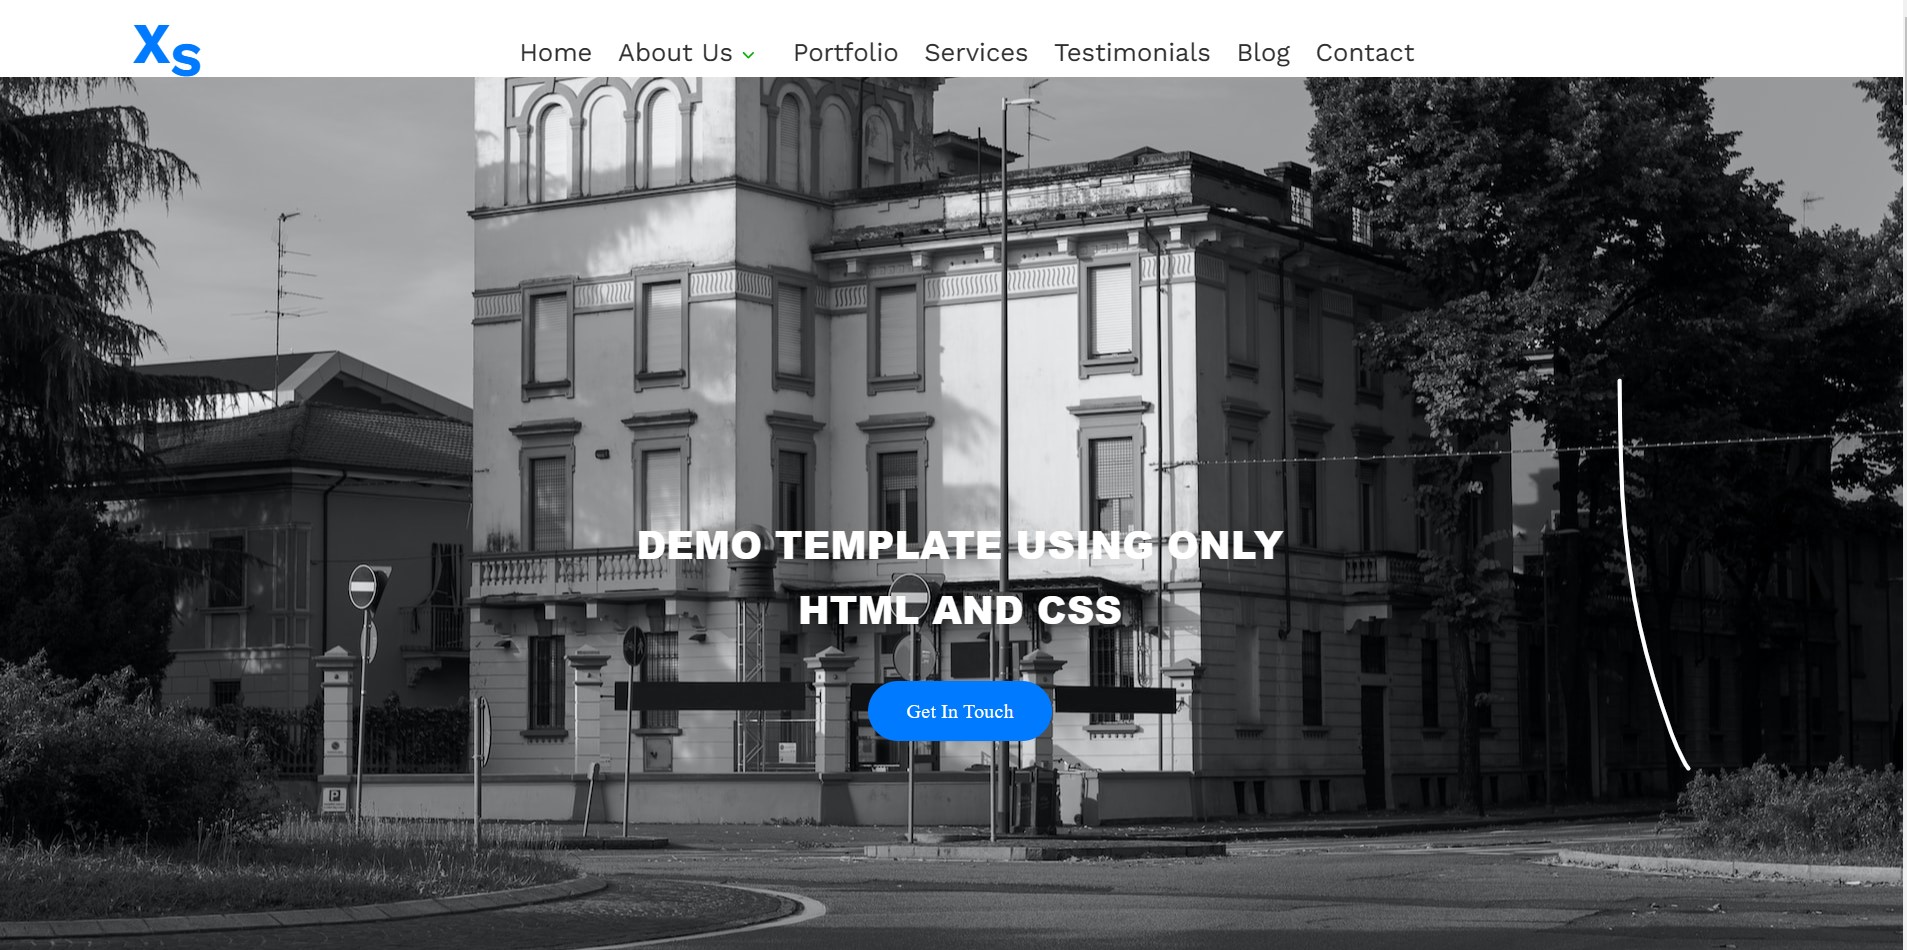 Xs
Home About Us Portfolio Services Testimonials Blog Contact
DEMO TEMPLATE USING ONLY
HTML AND CSS
Get In Touch
P